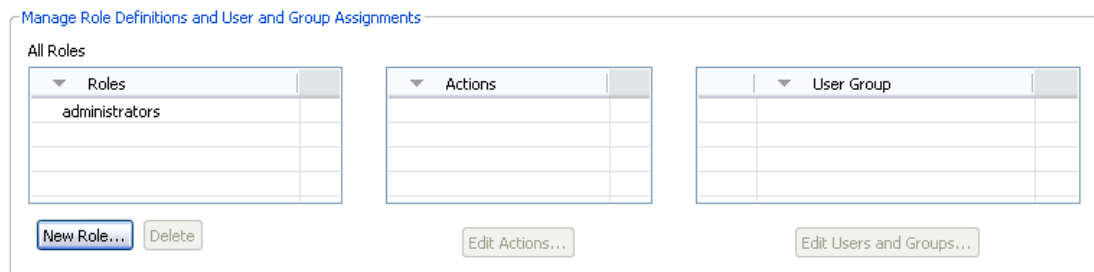 Manage Role Definitions and User and Group Assignments
All Roles
Roles Actions User Group
administrators
New Role... Delete Edit Actions... Edit Users and Groups...